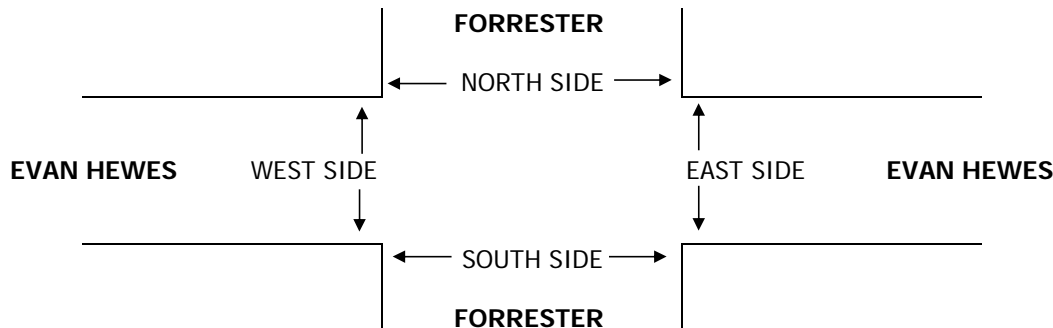 FORRESTER
NORTH SIDE
EVAN HEWES WEST SIDE EAST SIDE EVAN HEWES
SOUTH SIDE
FORRESTER